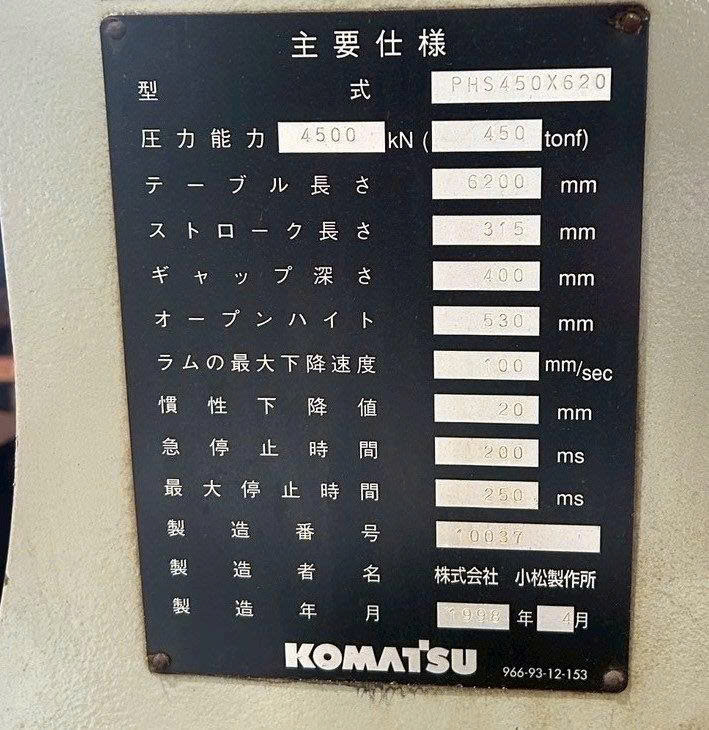 主要仕様
型式 PHS450X620
圧力能力 4500 kN ( 450 tonf)
テーブル長さ 6200 mm
ストローク長さ 315 mm
ギャップ深さ 400 mm
オープンハイト 530 mm
ラムの最大下降速度 100 mm/sec
慣性下降値 20 mm
急停止時間 200 ms
最大停止時間 250 ms
製造番号 10037
製造者名 株式会社 小松製作所
製造年月 1998 年 4 月
KOMATSU 966-93-12-153